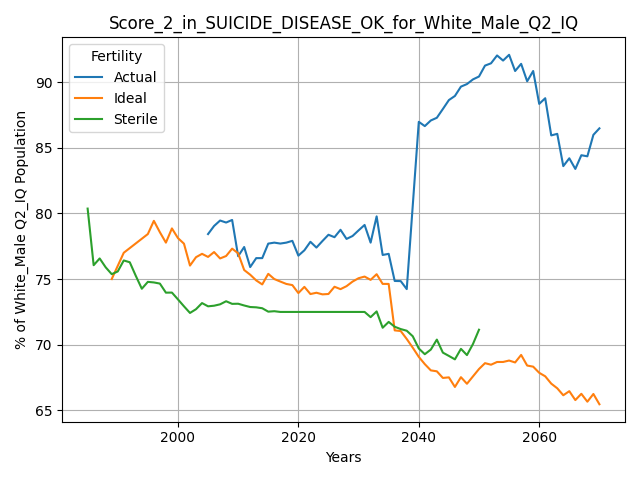 Score_2_in_SUICIDE_DISEASE_OK_for_White_Male_Q2_IQ
Fertility
Actual
Ideal
Sterile
% of White_Male Q2_IQ Population
90
85
80
75
70
65
2000
2020
2040
2060
Years